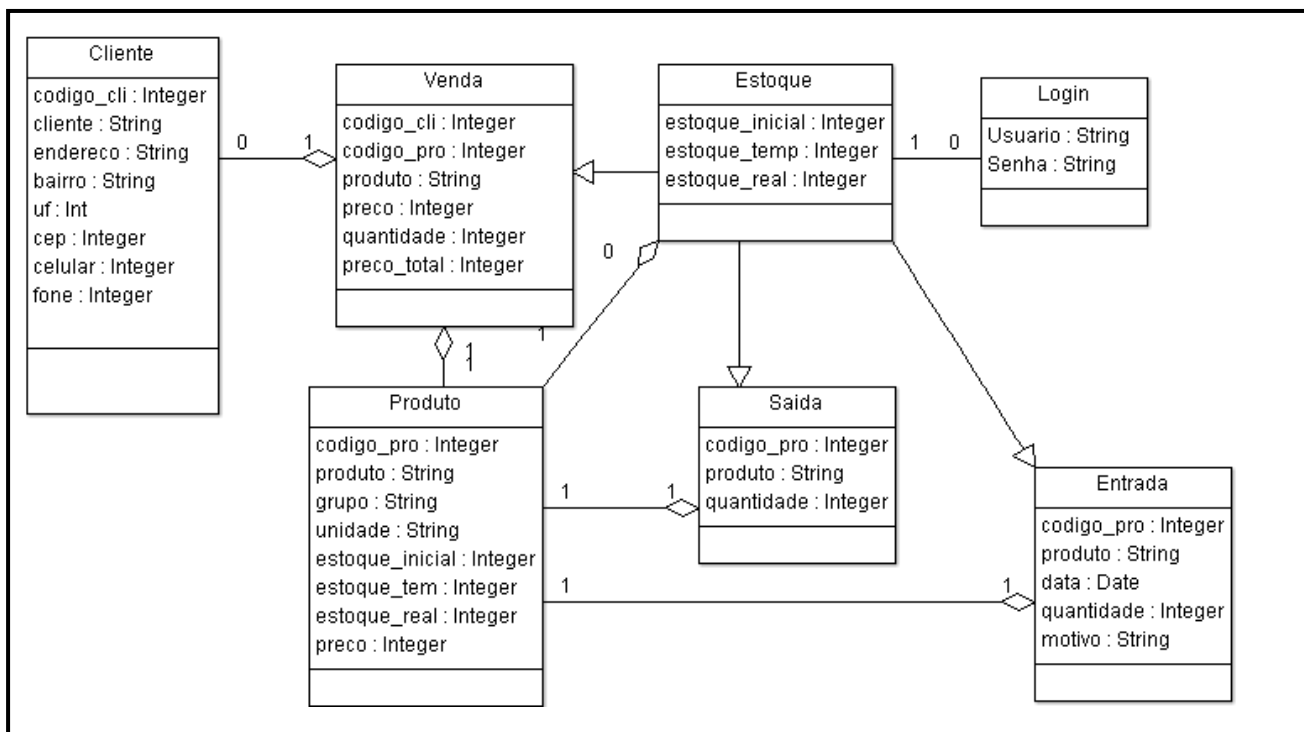 Cliente
codigo_cli : Integer
cliente : String
endereco : String
bairro : String
uf : Int
cep : Integer
celular : Integer
fone : Integer
0
1
Venda
codigo_cli : Integer
codigo_pro : Integer
produto : String
preco : Integer
quantidade : Integer
preco_total : Integer
Estoque
estoque_inicial : Integer
estoque_temp : Integer
estoque_real : Integer
1
0
Login
Usuario : String
Senha : String
0
1
1
1
Produto
codigo_pro : Integer
produto : String
grupo : String
unidade : String
estoque_inicial : Integer
estoque_tem : Integer
estoque_real : Integer
preco : Integer
1
1
Saida
codigo_pro : Integer
produto : String
quantidade : Integer
1
1
Entrada
codigo_pro : Integer
produto : String
data : Date
quantidade : Integer
motivo : String